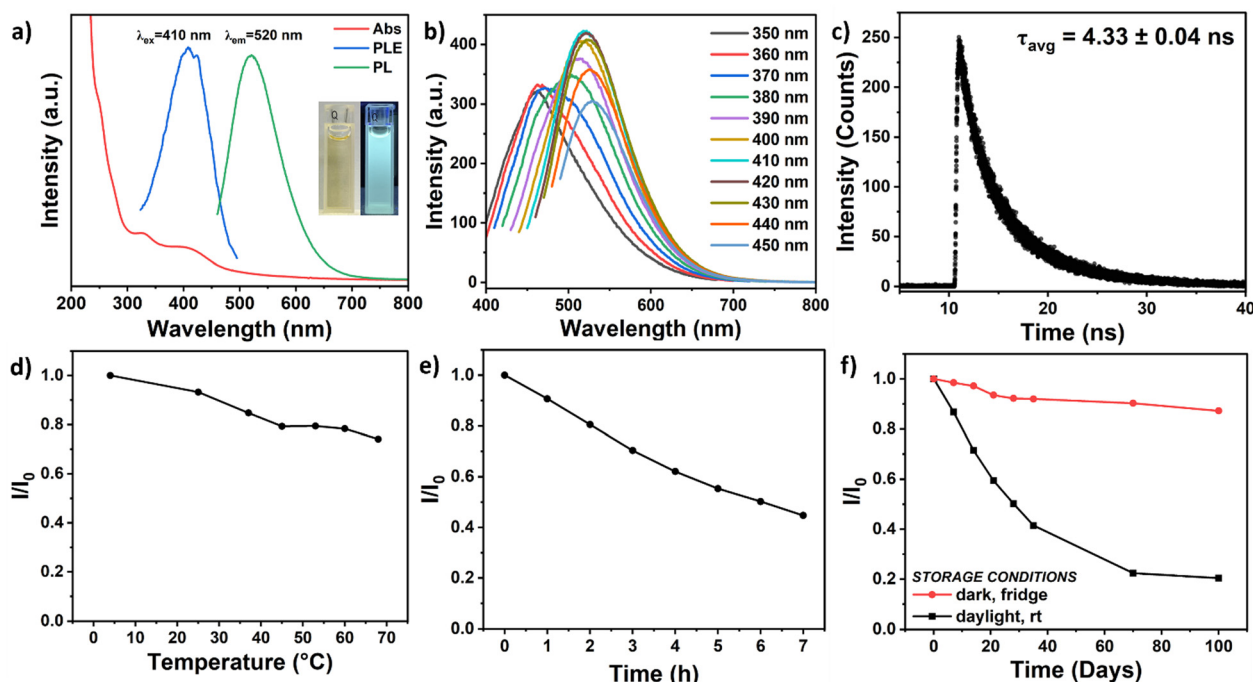 a)
λex=410 nm
λem=520 nm
Abs
PLE
PL
Intensity (a.u.)
200 300 400 500 600 700 800
Wavelength (nm)
b)
400
300
200
100
0
Intensity (a.u.)
350 nm
360 nm
370 nm
380 nm
390 nm
400 nm
410 nm
420 nm
430 nm
440 nm
450 nm
400 500 600 700 800
Wavelength (nm)
c)
τavg = 4.33 ± 0.04 ns
250
200
150
100
50
0
Intensity (Counts)
10 20 30 40
Time (ns)
d)
1.0
0.8
0.6
0.4
0.2
0.0
I/I0
0 10 20 30 40 50 60 70
Temperature (°C)
e)
1.0
0.8
0.6
0.4
0.2
0.0
I/I0
0 1 2 3 4 5 6 7
Time (h)
f)
1.0
0.8
0.6
0.4
0.2
0.0
I/I0
STORAGE CONDITIONS
dark, fridge
daylight, rt
0 20 40 60 80 100
Time (Days)